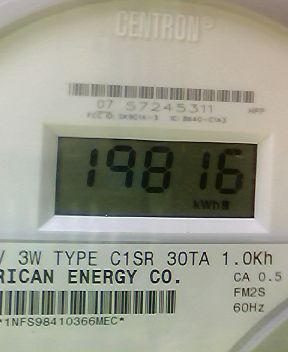 CENTRON®
07 57245311
HPP
19816
kWh
V 3W TYPE C1SR 30TA 1.0Kh
RICAN ENERGY CO.
CA 0.5
FM2S
60Hz
*1NFS98410366MEC*